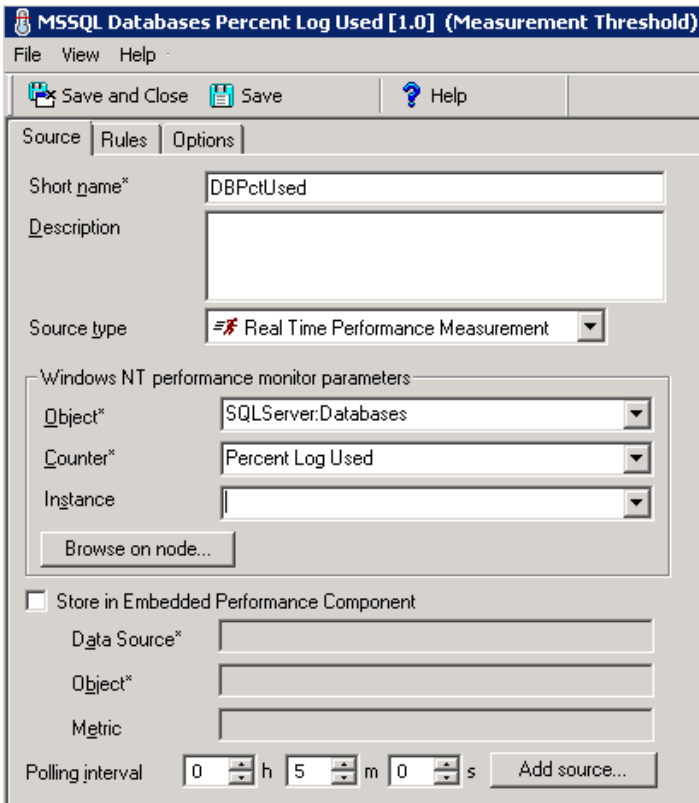 MSSQL Databases Percent Log Used [1.0] (Measurement Threshold)
File View Help
Save and Close Save Help
Source Rules Options
Short name* DBPctUsed
Description
Source type Real Time Performance Measurement
Windows NT performance monitor parameters
Object* SQLServer:Databases
Counter* Percent Log Used
Instance
Browse on node...
Store in Embedded Performance Component
Data Source*
Object*
Metric
Polling interval 0 h 5 m 0 s Add source...